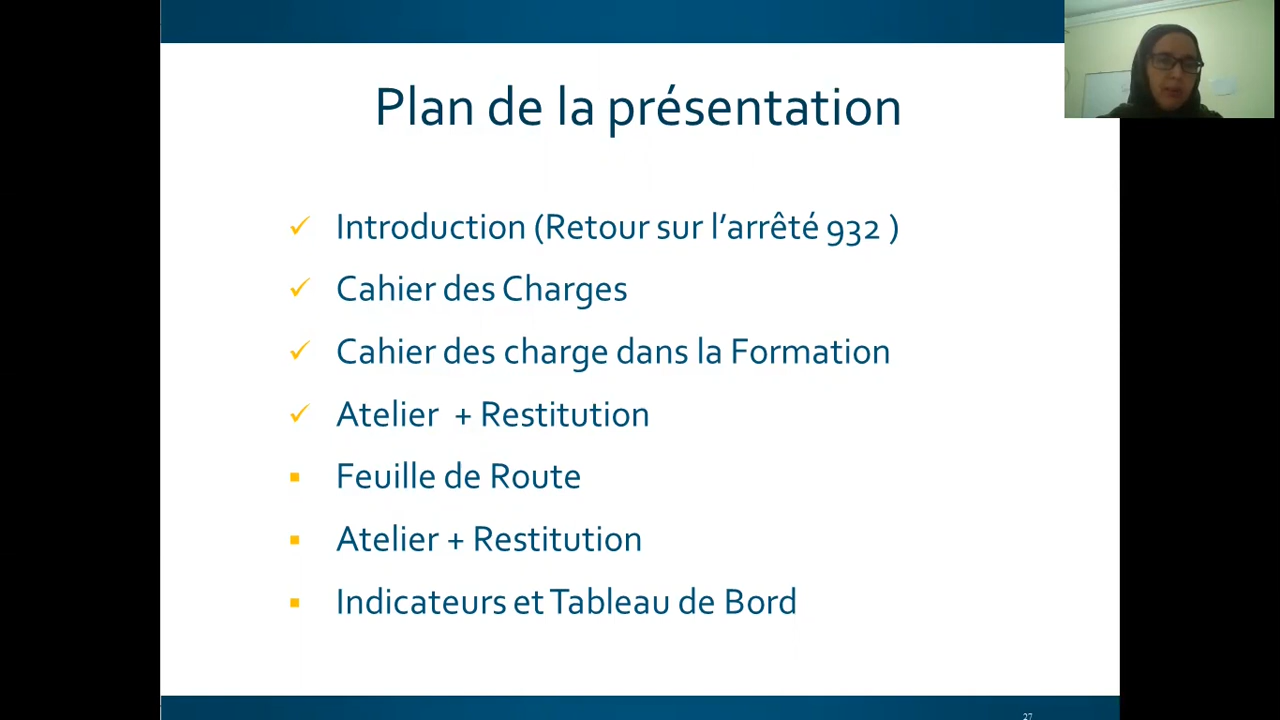 Plan de la présentation
Introduction (Retour sur l’arrêté 932 )
Cahier des Charges
Cahier des charge dans la Formation
Atelier + Restitution
Feuille de Route
Atelier + Restitution
Indicateurs et Tableau de Bord
27